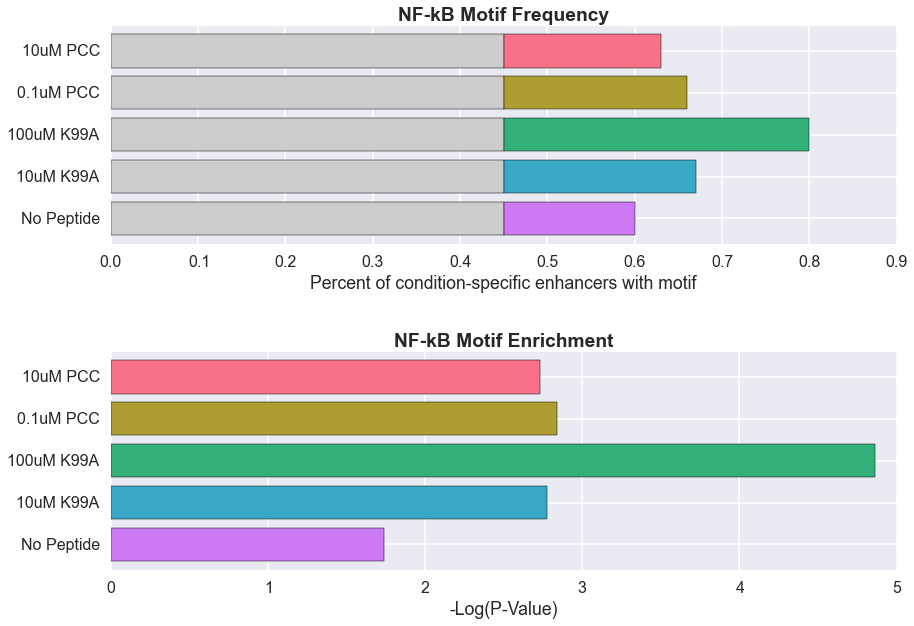 NF-kB Motif Frequency
10uM PCC
0.1uM PCC
100uM K99A
10uM K99A
No Peptide
0.0 0.1 0.2 0.3 0.4 0.5 0.6 0.7 0.8 0.9
Percent of condition-specific enhancers with motif
NF-kB Motif Enrichment
10uM PCC
0.1uM PCC
100uM K99A
10uM K99A
No Peptide
0 1 2 3 4 5
-Log(P-Value)